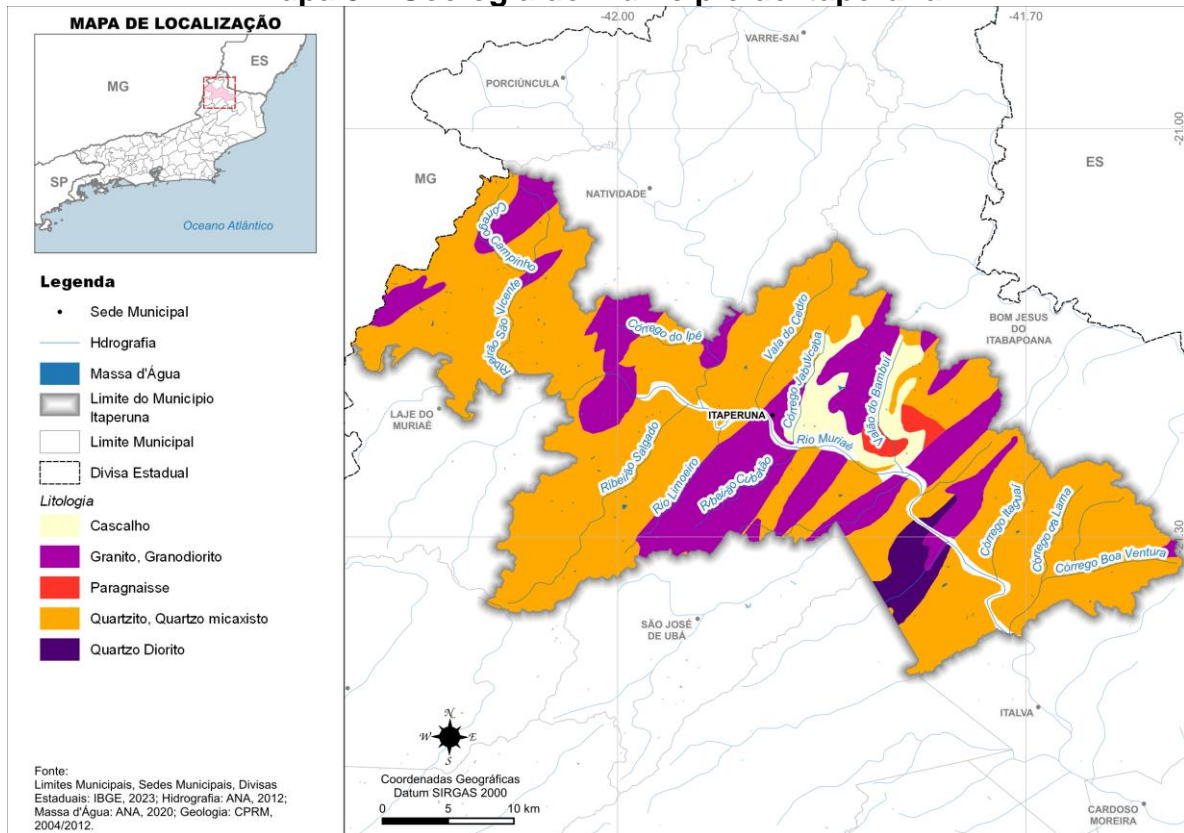 MAPA DE LOCALIZAÇÃO
MG
ES
SP
Oceano Atlântico
Legenda
Sede Municipal
Hdrografia
Massa d'Água
Limite do Município
Itaperuna
Limite Municipal
Divisa Estadual
Litologia
Cascalho
Granito, Granodiorito
Paragnaisse
Quartzito, Quartzo micaxisto
Quartzo Diorito
Fonte:
Limites Municipais, Sedes Municipais, Divisas
Estaduais: IBGE, 2023; Hidrografia: ANA, 2012;
Massa d'Água: ANA, 2020; Geologia: CPRM,
2004/2012.
-42.00
-41.70
VARRE-SAI
PORCIÚNCULA
-21.00
MG
ES
NATIVIDADE
Córrego Campinho
Ribeirão São Vicente
Córrego do Ipê
Vala do Cedro
Córrego Jabuticaba
Valão do Bambuí
BOM JESUS
DO
ITABAPOANA
LAJE DO
MURIAÉ
ITAPERUNA
Rio Muriaé
Ribeirão Salgado
Rio Limoeiro
Ribeirão Cubatão
Córrego Itaguaí
Córrego da Lama
Córrego Boa Ventura
.30
SÃO JOSÉ
DE UBÁ
ITALVA
CARDOSO
MOREIRA
N
W E
S
Coordenadas Geográficas
Datum SIRGAS 2000
0 5 10 km